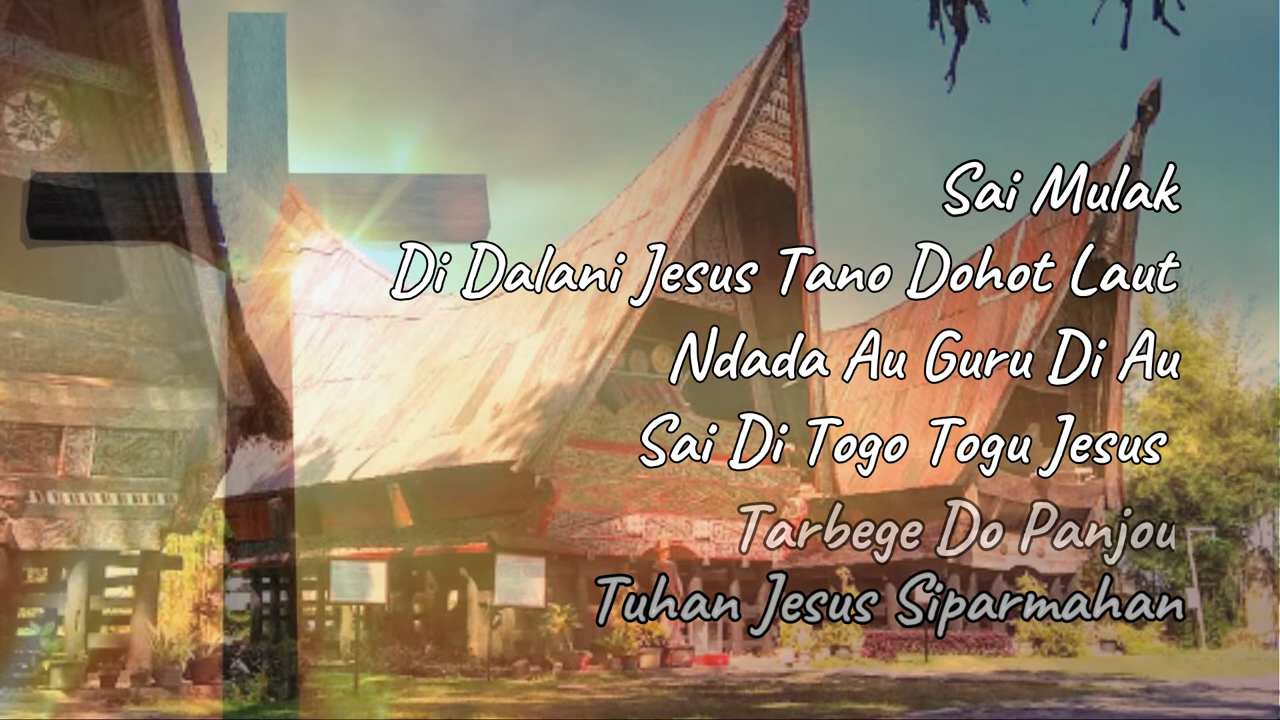 Sai Mulak
Di Dalani Jesus Tano Dohot Laut
Ndada Au Guru Di Au
Sai Di Togo Togu Jesus
Tarbege Do Panjou
Tuhan Jesus Siparmahan